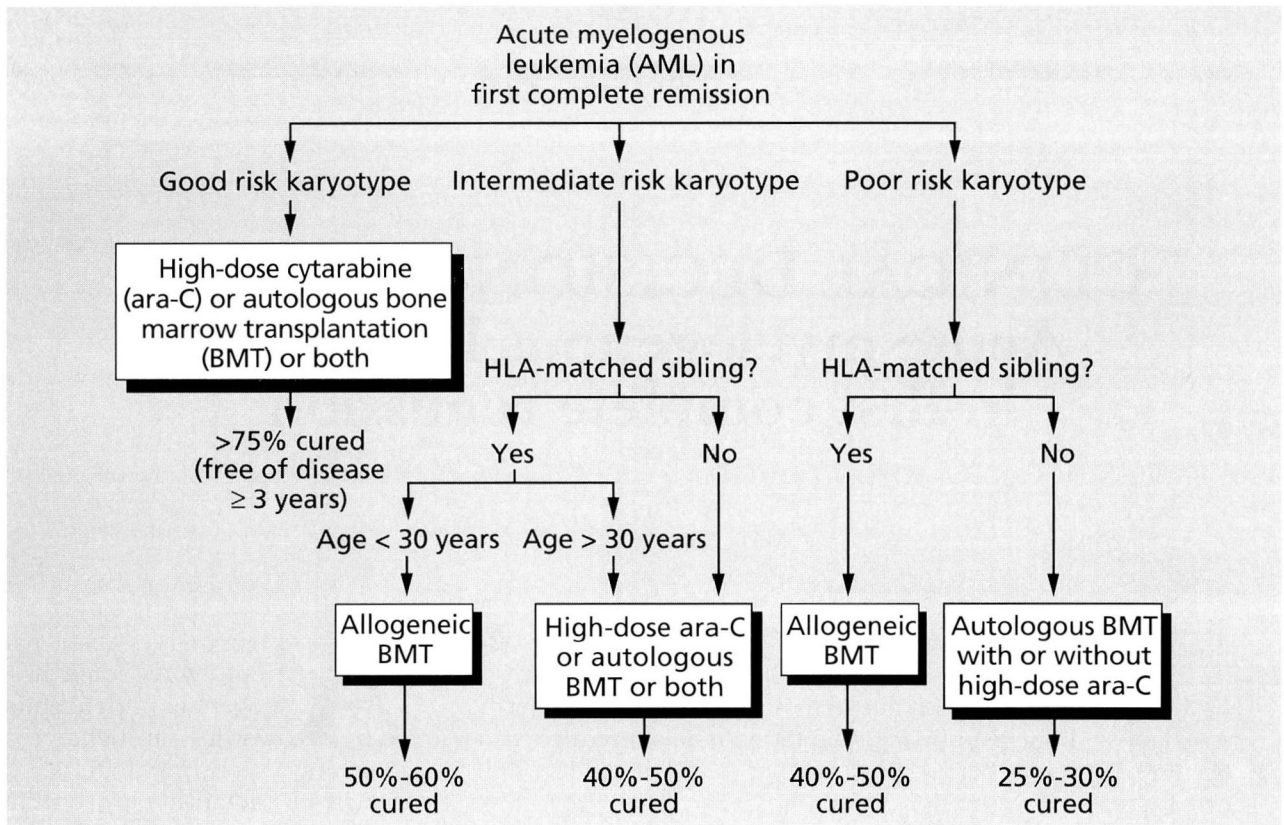 Acute myelogenous
leukemia (AML) in
first complete remission
Good risk karyotype
Intermediate risk karyotype
Poor risk karyotype
High-dose cytarabine
(ara-C) or autologous bone
marrow transplantation
(BMT) or both
>75% cured
(free of disease
≥ 3 years)
HLA-matched sibling?
HLA-matched sibling?
Yes
No
Yes
No
Age < 30 years
Age > 30 years
Allogeneic
BMT
High-dose ara-C
or autologous
BMT or both
Allogeneic
BMT
Autologous BMT
with or without
high-dose ara-C
50%-60%
cured
40%-50%
cured
40%-50%
cured
25%-30%
cured